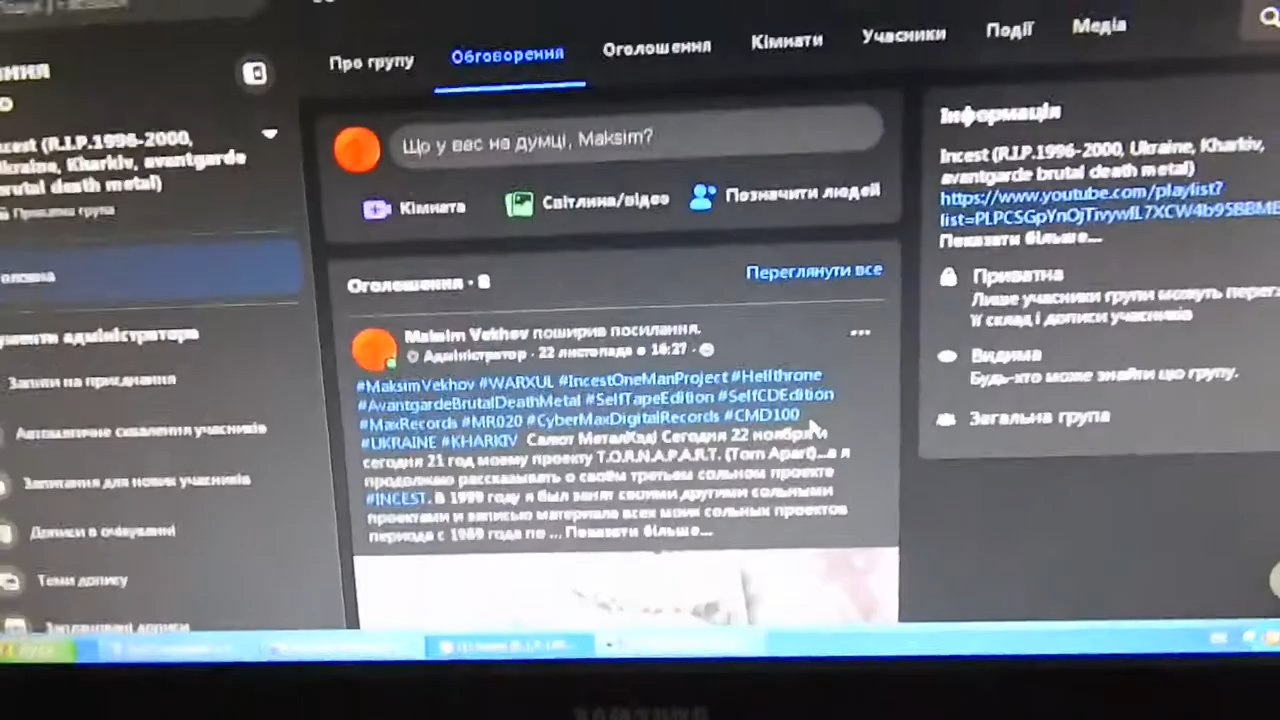 Про групу
Обговорення
Оголошення
Кімнати
Учасники
Події
Медіа
(R.I.P.1996-2000,
Kharkiv, avantgarde
brutal death metal)
Приватна група
Що у вас на думці, Maksim?
Кімната
Світлина/відео
Позначити людей
Оголошення ·
Переглянути все
Maksim Vekhov поширив посилання.
Адміністратор · 22 листопада о 16:27 ·
#MaksimVekhov #WARXUL #IncestOneManProject #Hellthrone
#AvantgardeBrutalDeathMetal #SelfTapeEdition #SelfCDEdition
#MaxRecords #MR020 #CyberMaxDigitalRecords #CMD100
#UKRAINE #KHARKIV Салют МеталХэд! Сегодня 22 ноября и
сегодня 21 год моему проекту T.O.R.N.A.P.A.R.T. (Torn Apart)...а я
продолжаю рассказывать о своём третьем сольном проекте
#INCEST. В 1999 году я был занят своими другими сольными
проектами и записью материала всех моих сольных проектов
периода с 1989 года по ... Показати більше...
Інформація
Incest (R.I.P.1996-2000, Ukraine, Kharkiv,
avantgarde brutal death metal)
https://www.youtube.com/playlist?
Показати більше...
Приватна
Лише учасники групи можуть
її склад і дописи учасників
Видима
Будь-хто може знайти цю групу.
Загальна група
Запити на приєднання
Автоматичне схвалення учасників
Запитання для нових учасників
Дописи в очікуванні
Теми допису
Заплановані дописи
SAMSUNG